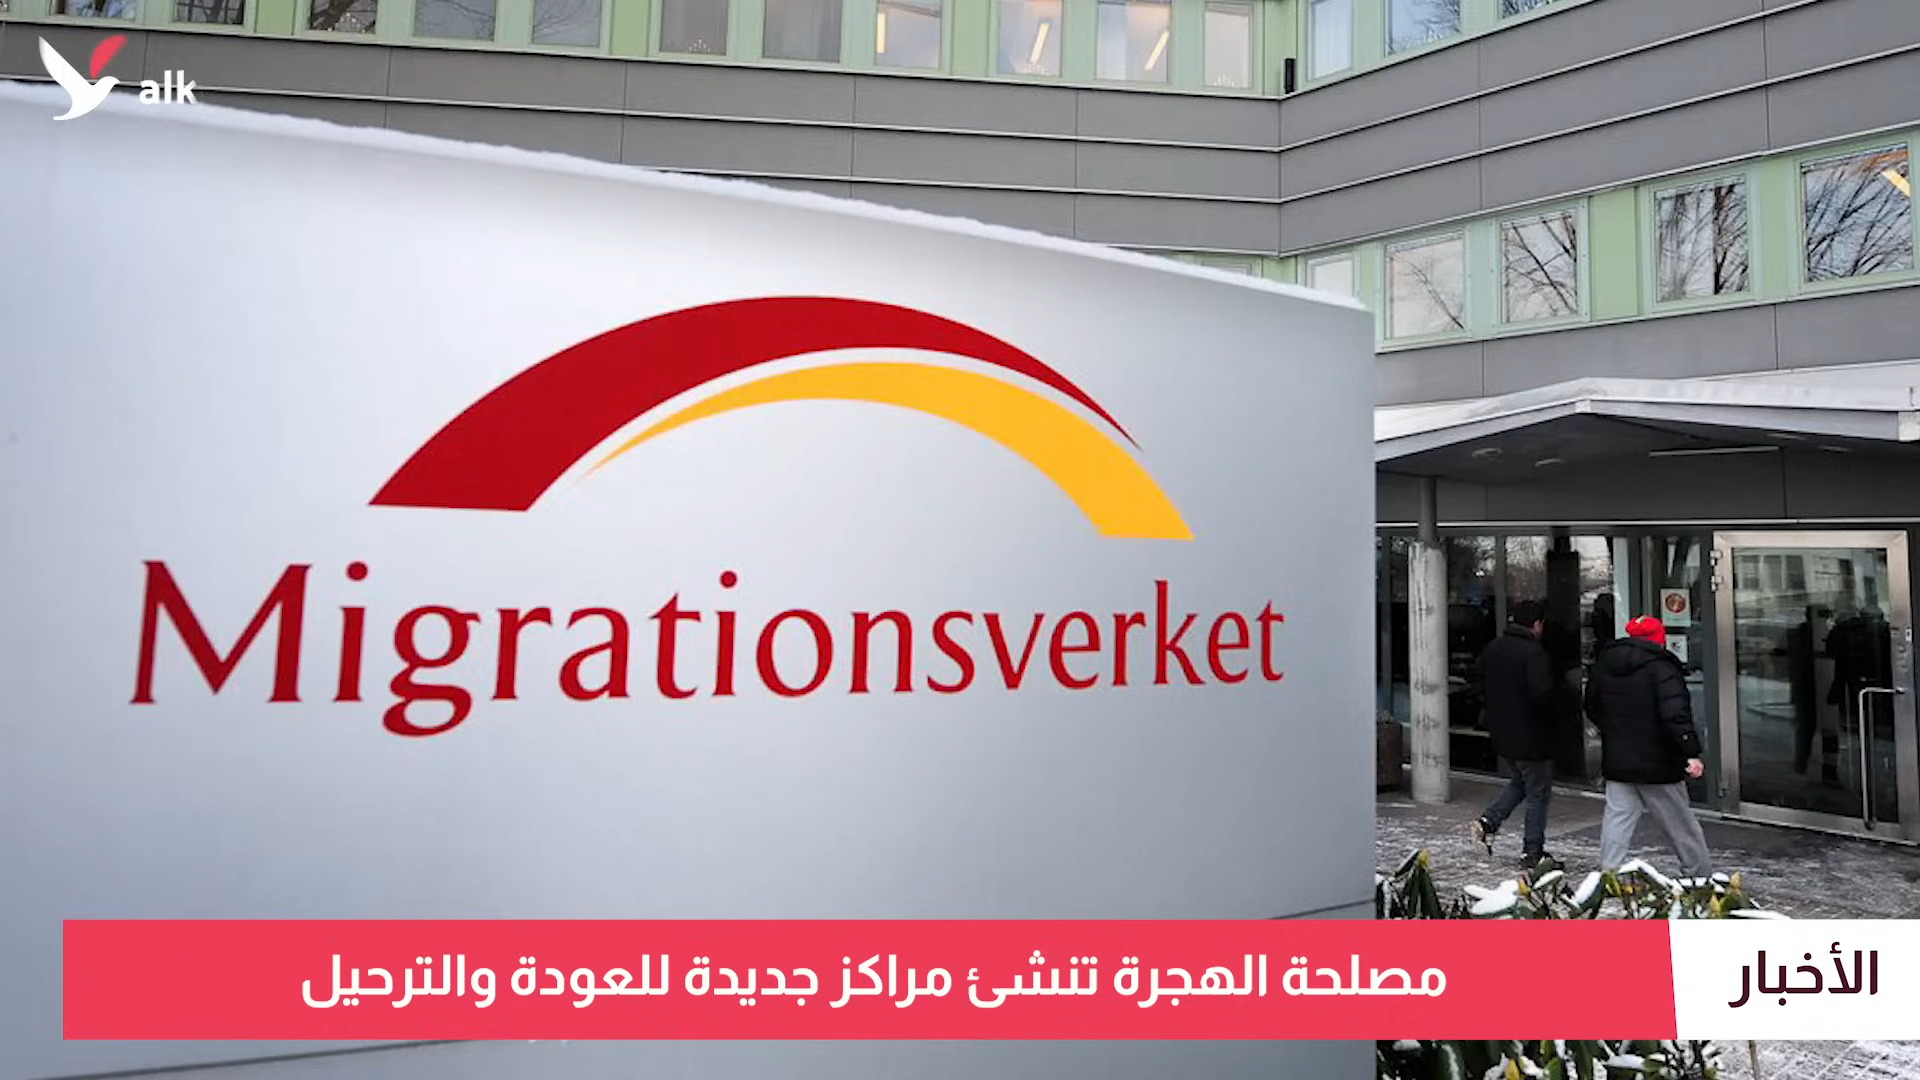 alk
Migrationsverket
الأخبار
مصلحة الهجرة تنشئ مراكز جديدة للعودة والترحيل